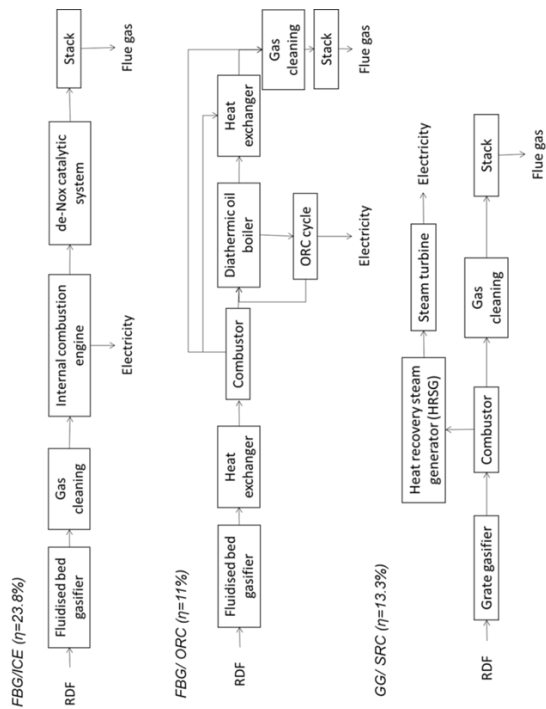 FBG/ICE (η=23.8%)
RDF
Fluidised bed
gasifier
Gas
cleaning
Internal combustion
engine
Electricity
de-Nox catalytic
system
Stack
Flue gas
FBG/ ORC (η=11%)
RDF
Fluidised bed
gasifier
Heat
exchanger
Combustor
Diathermic oil
boiler
ORC cycle
Electricity
Heat
exchanger
Gas
cleaning
Stack
Flue gas
GG/ SRC (η=13.3%)
RDF
Grate gasifier
Combustor
Heat recovery steam
generator (HRSG)
Steam turbine
Electricity
Gas
cleaning
Stack
Flue gas